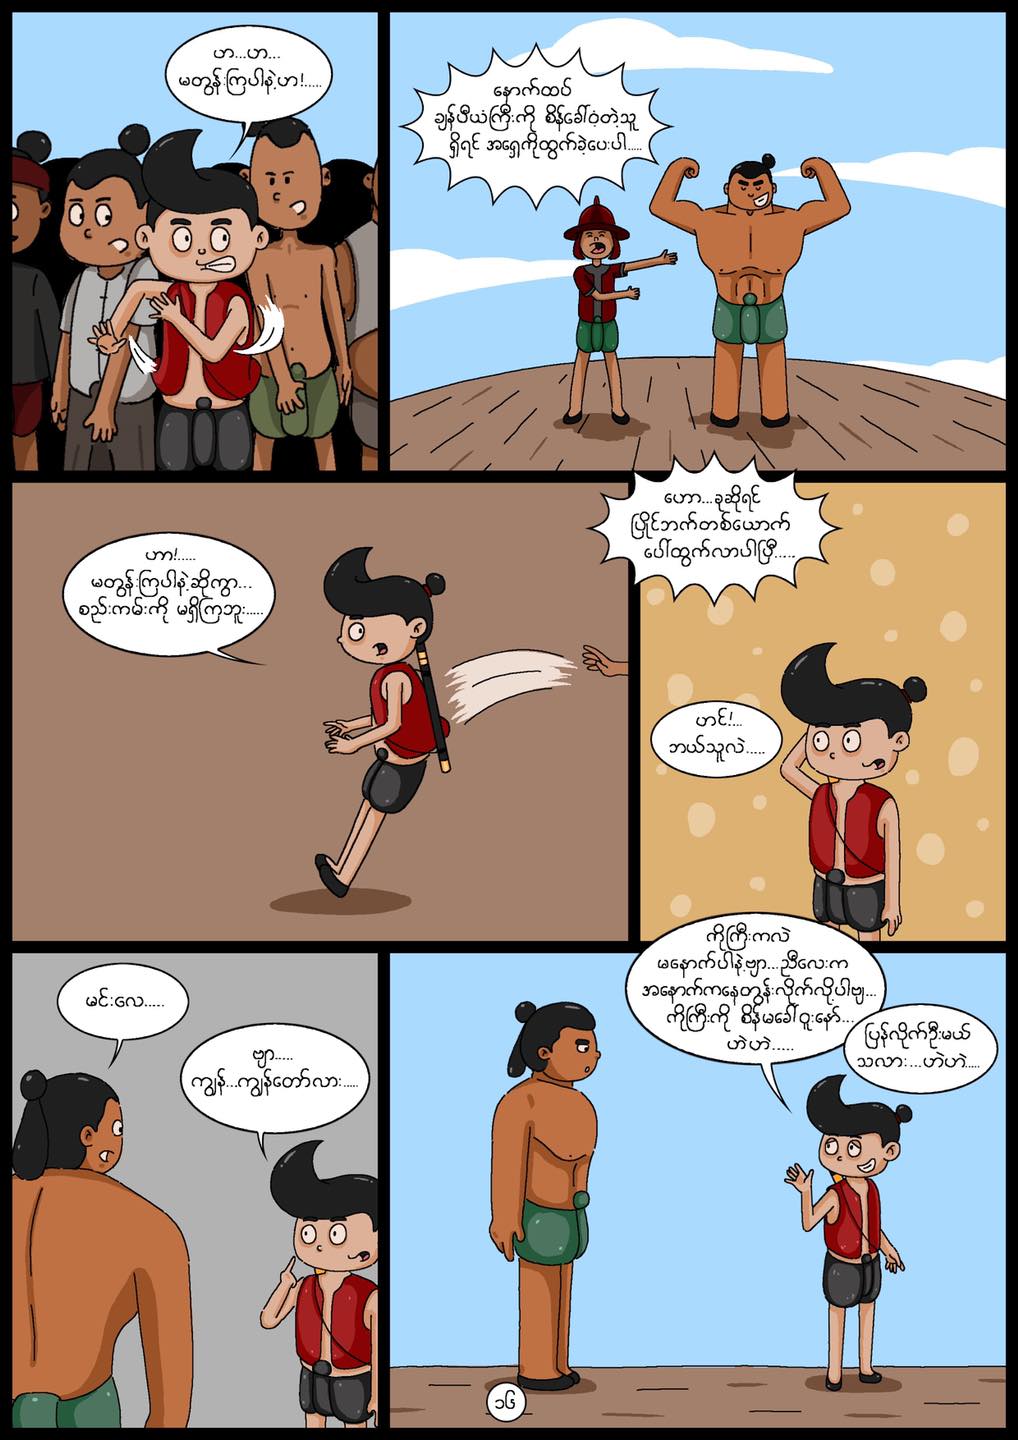 ဟာ...ဟ...
မတွန်းကြပါနဲ့ဟ!.....
နောက်ထပ်
ချန်ပီယံကြီးကို စိန်ခေါ်ဝံ့တဲ့သူ
ရှိရင် အရှေ့ကိုထွက်ခဲ့ပေးပါ.....
ဟာ!.....
မတွန်းကြပါနဲ့ဆိုကွာ...
စည်းကမ်းကို မရှိကြဘူး.....
ဟော...ခုဆိုရင်
ပြိုင်ဘက်တစ်ယောက်
ပေါ်ထွက်လာပါပြီ.....
ဟင်!...
ဘယ်သူလဲ.....
မင်းလေ.....
ဗျာ.....
ကျွန်...ကျွန်တော်လား.....
ကိုကြီးကလဲ
မနောက်ပါနဲ့ဗျာ...ညီလေးက
အနောက်ကနေတွန်းလိုက်လို့ပါဗျ...
ကိုကြီးကို စိန်မခေါ်ဝူးနော်...
ဟဲဟဲ.....
ပြန်လိုက်ဦးမယ်
သလား...ဟဲဟဲ.....
၁၆